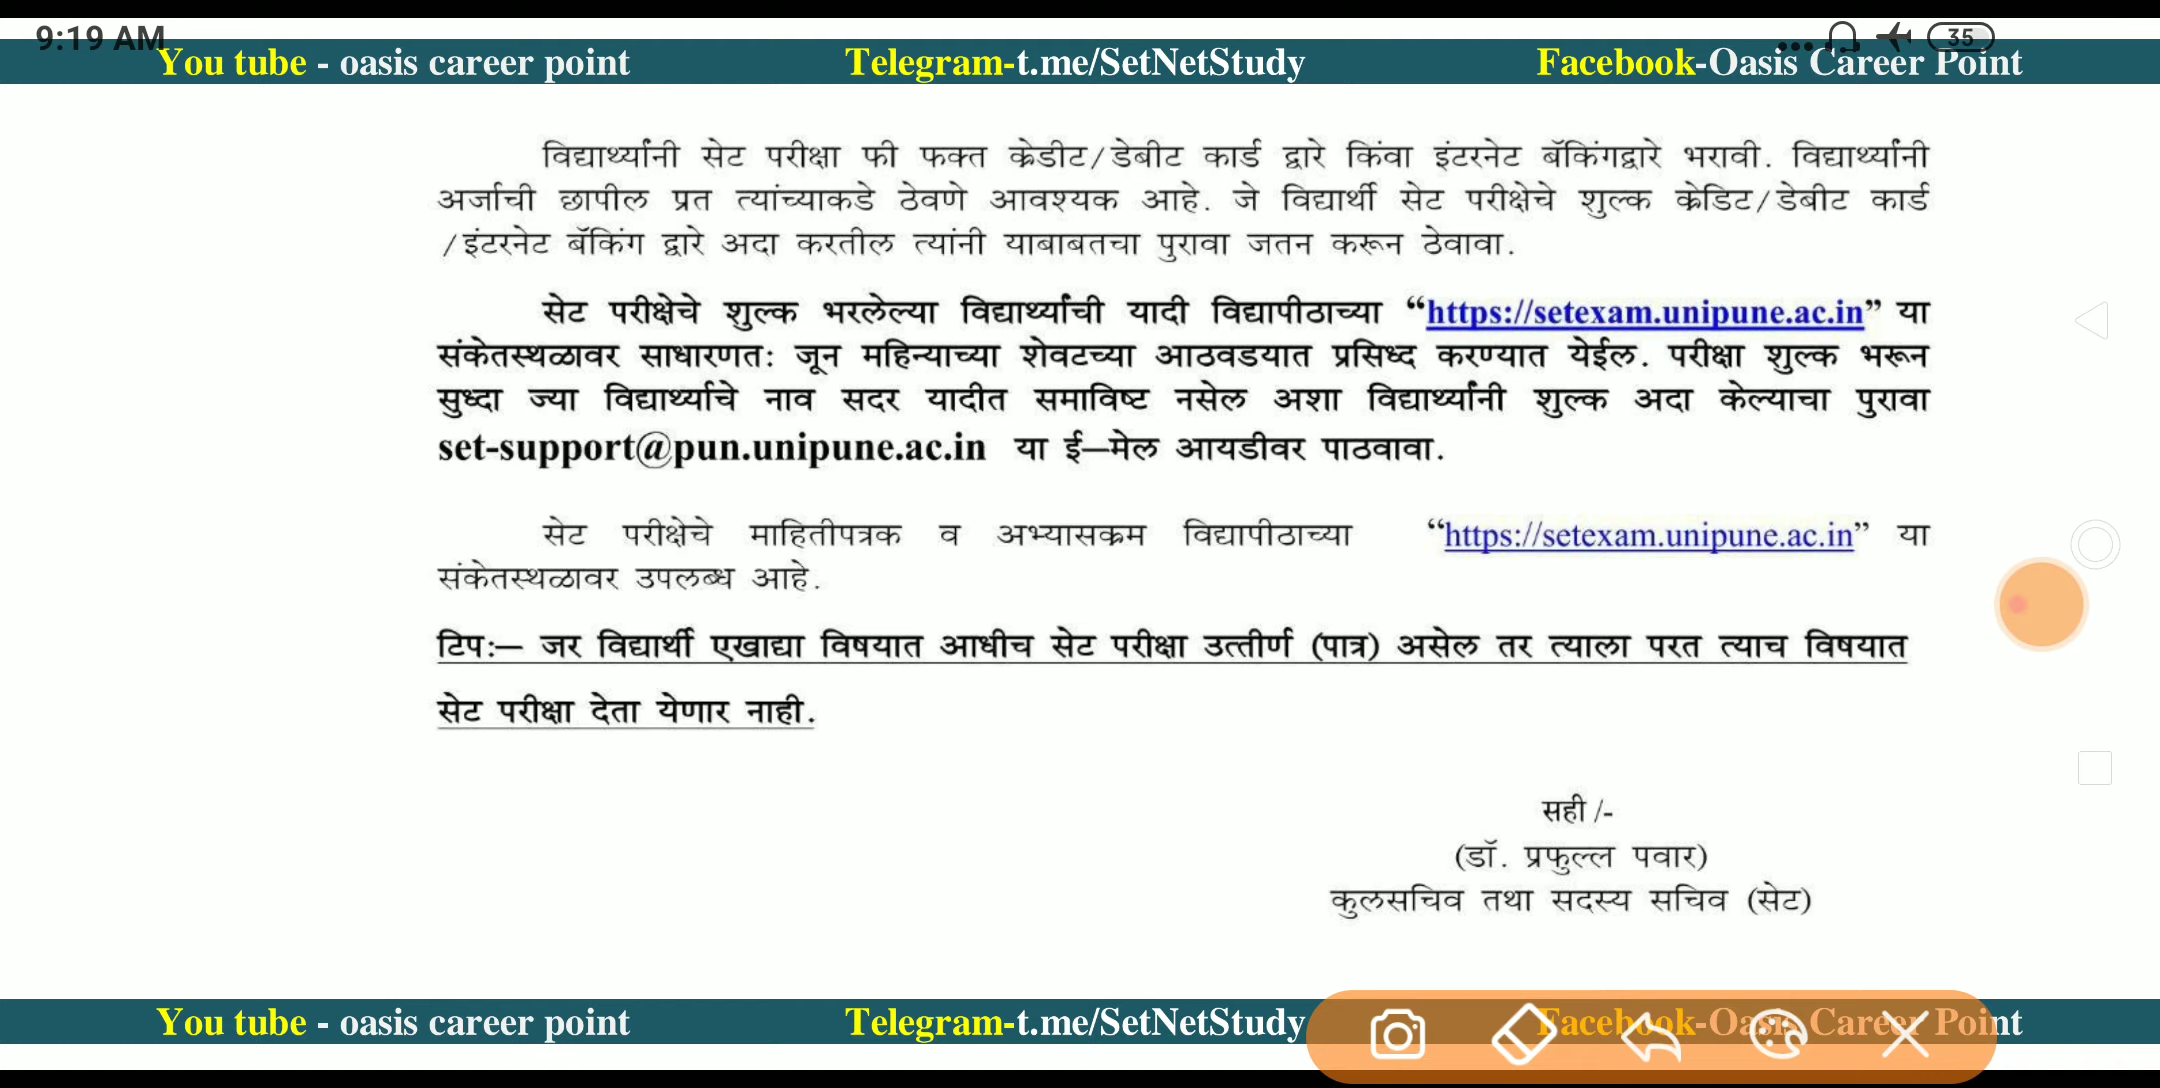 9:19 AM
35
You tube - oasis career point Telegram-t.me/SetNetStudy Facebook-Oasis Career Point
विद्यार्थ्यांनी सेट परीक्षा फी फक्त क्रेडीट/डेबीट कार्ड द्वारे किंवा इंटरनेट बॅंकिंगद्वारे भरावी. विद्यार्थ्यांनी
अर्जाची छापील प्रत त्यांच्याकडे ठेवणे आवश्यक आहे. जे विद्यार्थी सेट परीक्षेचे शुल्क क्रेडिट/डेबीट कार्ड
/इंटरनेट बॅंकिंग द्वारे अदा करतील त्यांनी याबाबतचा पुरावा जतन करून ठेवावा.
सेट परीक्षेचे शुल्क भरलेल्या विद्यार्थ्यांची यादी विद्यापीठाच्या “https://setexam.unipune.ac.in” या
संकेतस्थळावर साधारणत: जून महिन्याच्या शेवटच्या आठवडयात प्रसिध्द करण्यात येईल. परीक्षा शुल्क भरून
सुध्दा ज्या विद्यार्थ्याचे नाव सदर यादीत समाविष्ट नसेल अशा विद्यार्थ्यांनी शुल्क अदा केल्याचा पुरावा
set-support@pun.unipune.ac.in या ई–मेल आयडीवर पाठवावा.
सेट परीक्षेचे माहितीपत्रक व अभ्यासक्रम विद्यापीठाच्या “https://setexam.unipune.ac.in” या
संकेतस्थळावर उपलब्ध आहे.
टिप:– जर विद्यार्थी एखाद्या विषयात आधीच सेट परीक्षा उत्तीर्ण (पात्र) असेल तर त्याला परत त्याच विषयात
सेट परीक्षा देता येणार नाही.
सही /-
(डॉ. प्रफुल्ल पवार)
कुलसचिव तथा सदस्य सचिव (सेट)
You tube - oasis career point Telegram-t.me/SetNetStudy Facebook-Oasis Career Point